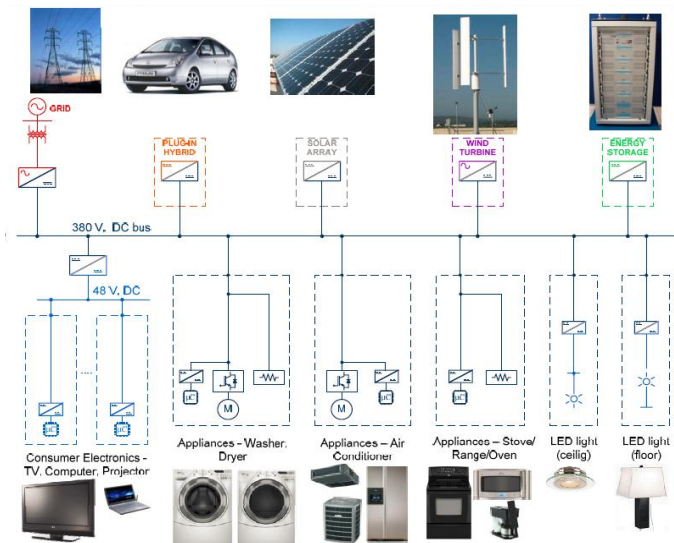 GRID
PLUG-IN
HYBRID
SOLAR
ARRAY
WIND
TURBINE
ENERGY
STORAGE
380 V, DC bus
48 V, DC
µC
µC
µC
M
M
µC
µC
Consumer Electronics -
TV, Computer, Projector
Appliances - Washer,
Dryer
Appliances – Air
Conditioner
Appliances – Stove/
Range/Oven
LED light
(ceilig)
LED light
(floor)